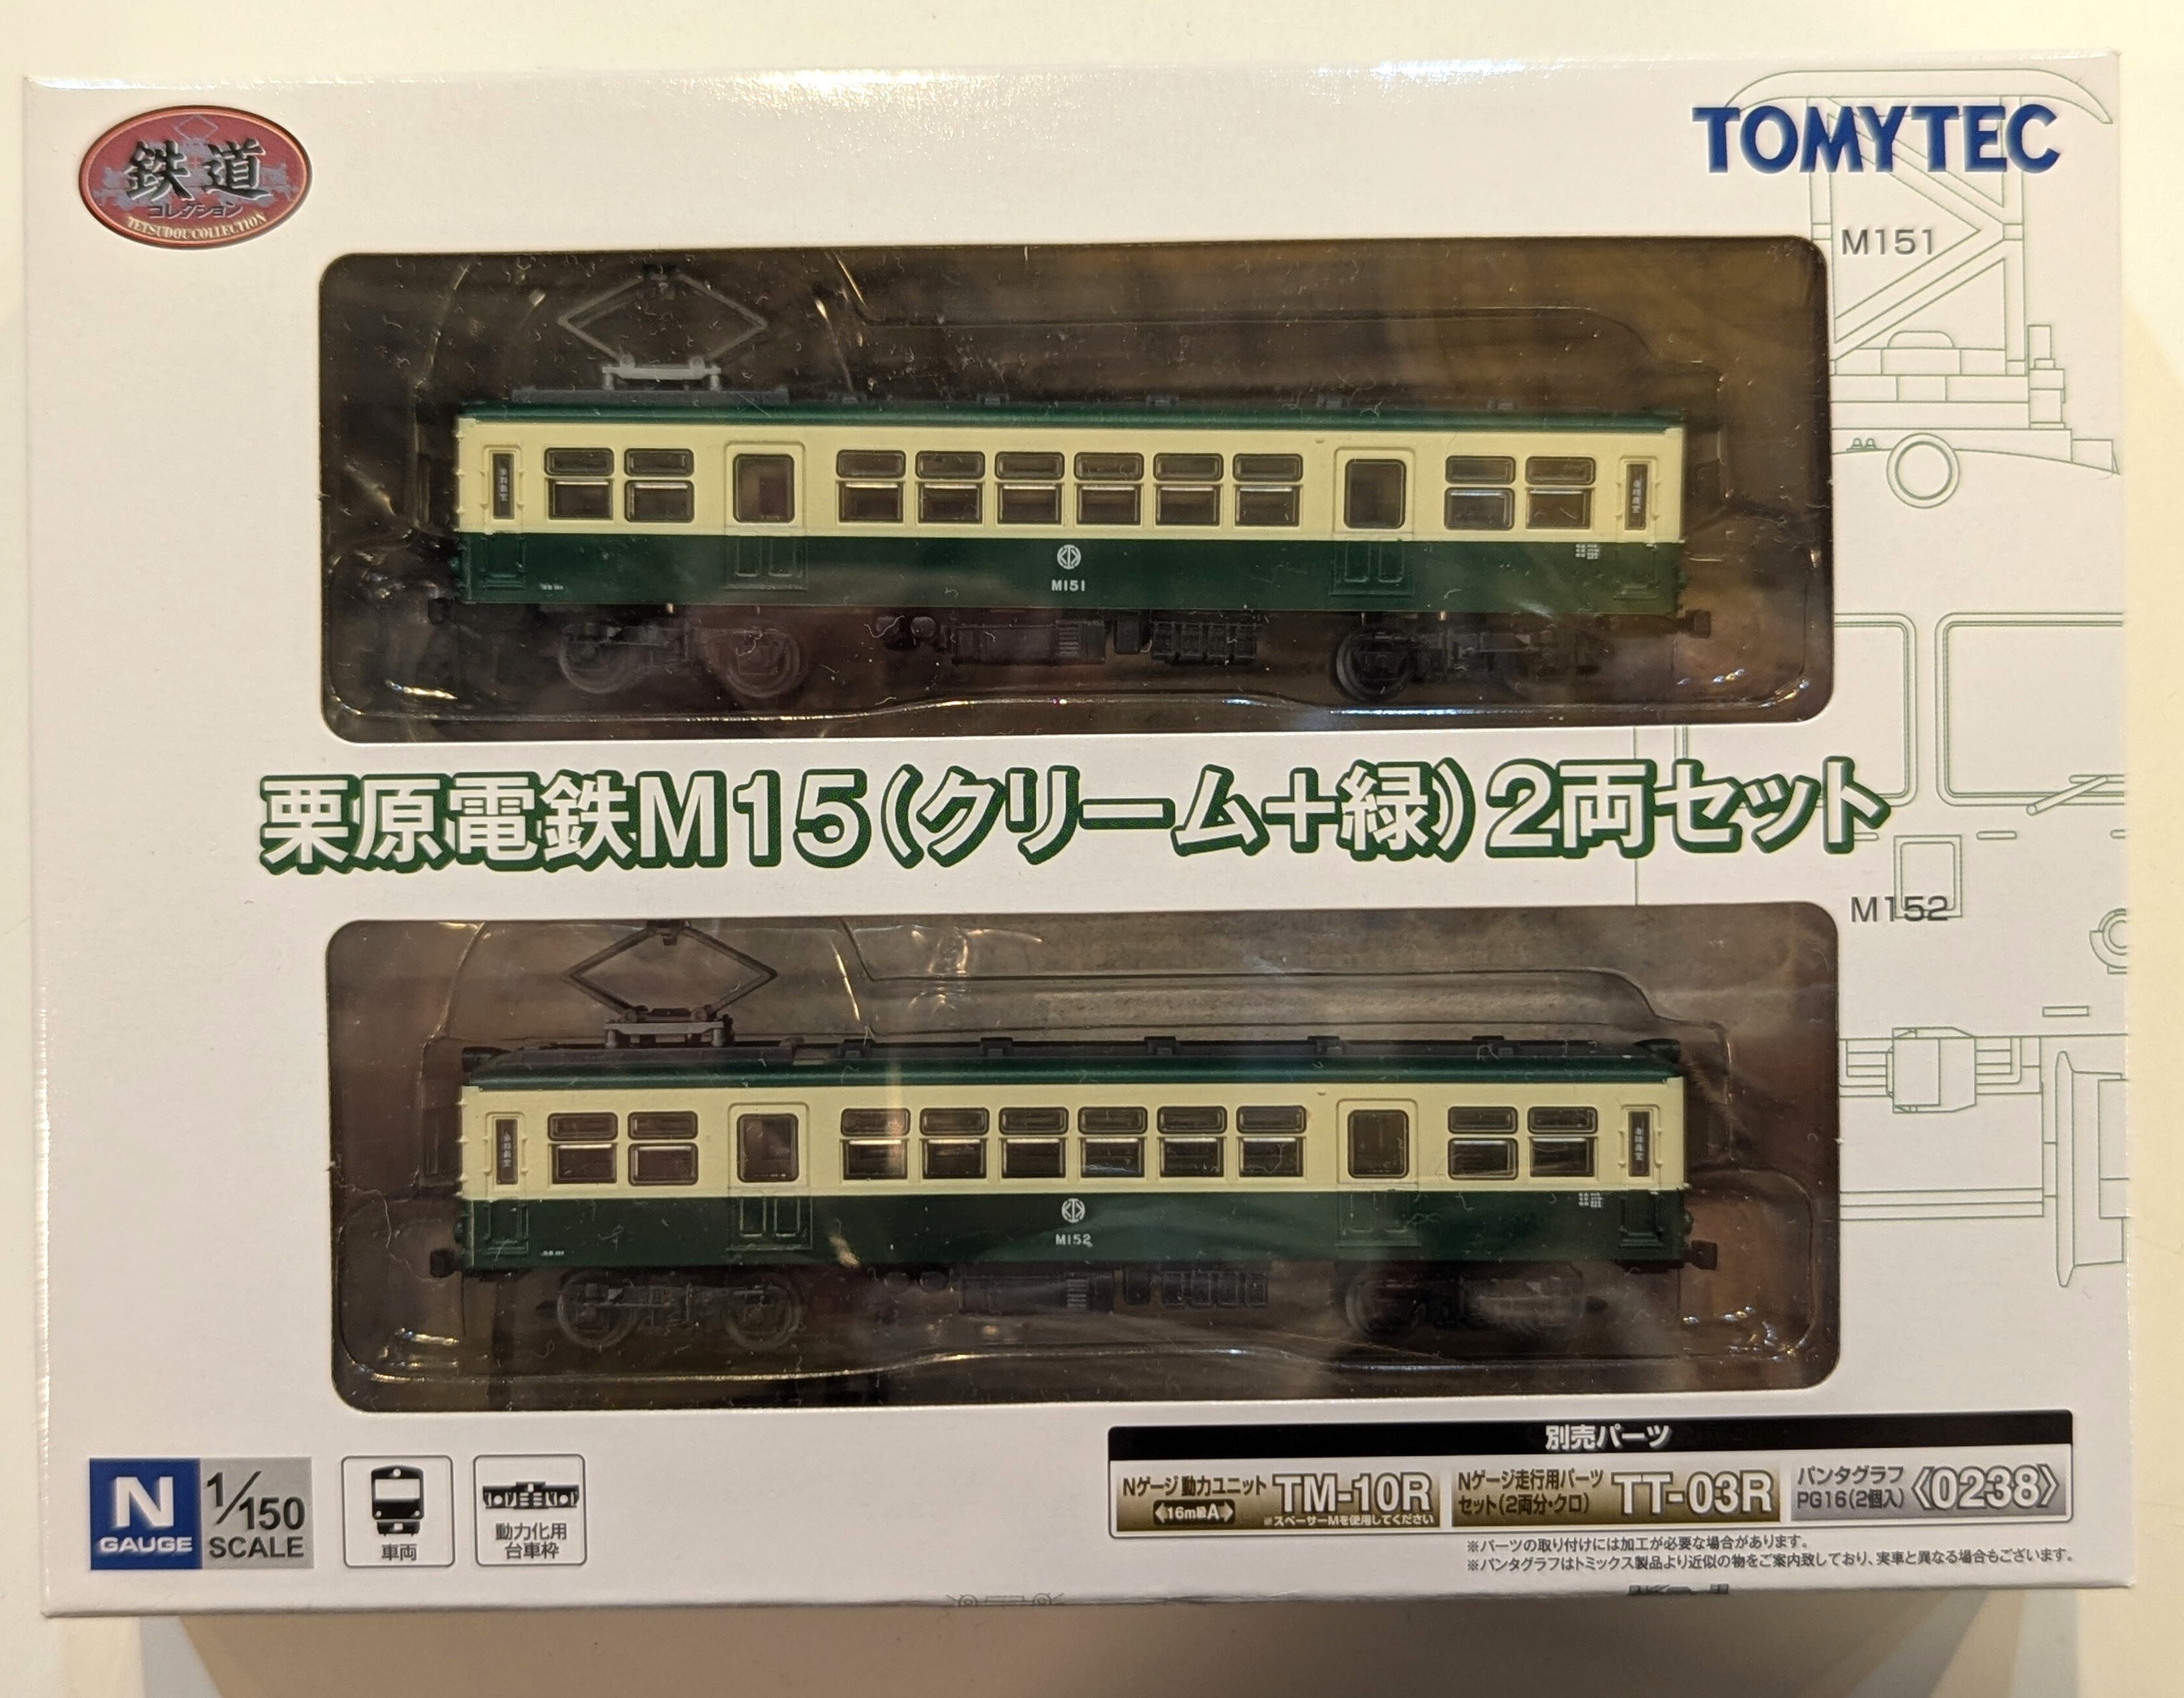 鉄道
コレクション
TETSUDOU COLLECTION
TOMYTEC
M151
M151
栗原電鉄M15(クリーム+緑)2両セット
M152
M152
N
GAUGE
1/150
SCALE
車両
動力化用
台車枠
別売パーツ
Nゲージ動力ユニット
16m級A
TM-10R
※スペーサーMを使用してください
Nゲージ走行用パーツ
セット(2両分・クロ)
TT-03R
パンタグラフ
PG16(2個入)
《0238》
※パーツの取り付けには加工が必要な場合があります。
※パンタグラフはトミックス製品より近似の物をご案内致しており、実車と異なる場合もございます。